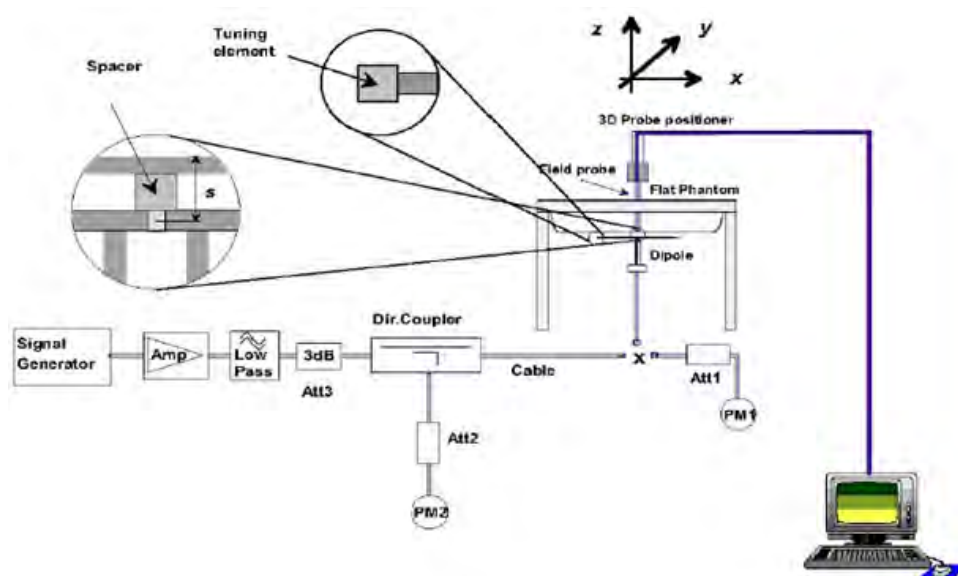 Tuning
element
Spacer
s
z
y
x
3D Probe positioner
Field probe
Flat Phantom
Dipole
Signal
Generator
Amp
Low
Pass
3dB
Att3
Dir.Coupler
Cable
x
Att1
PM1
Att2
PM2